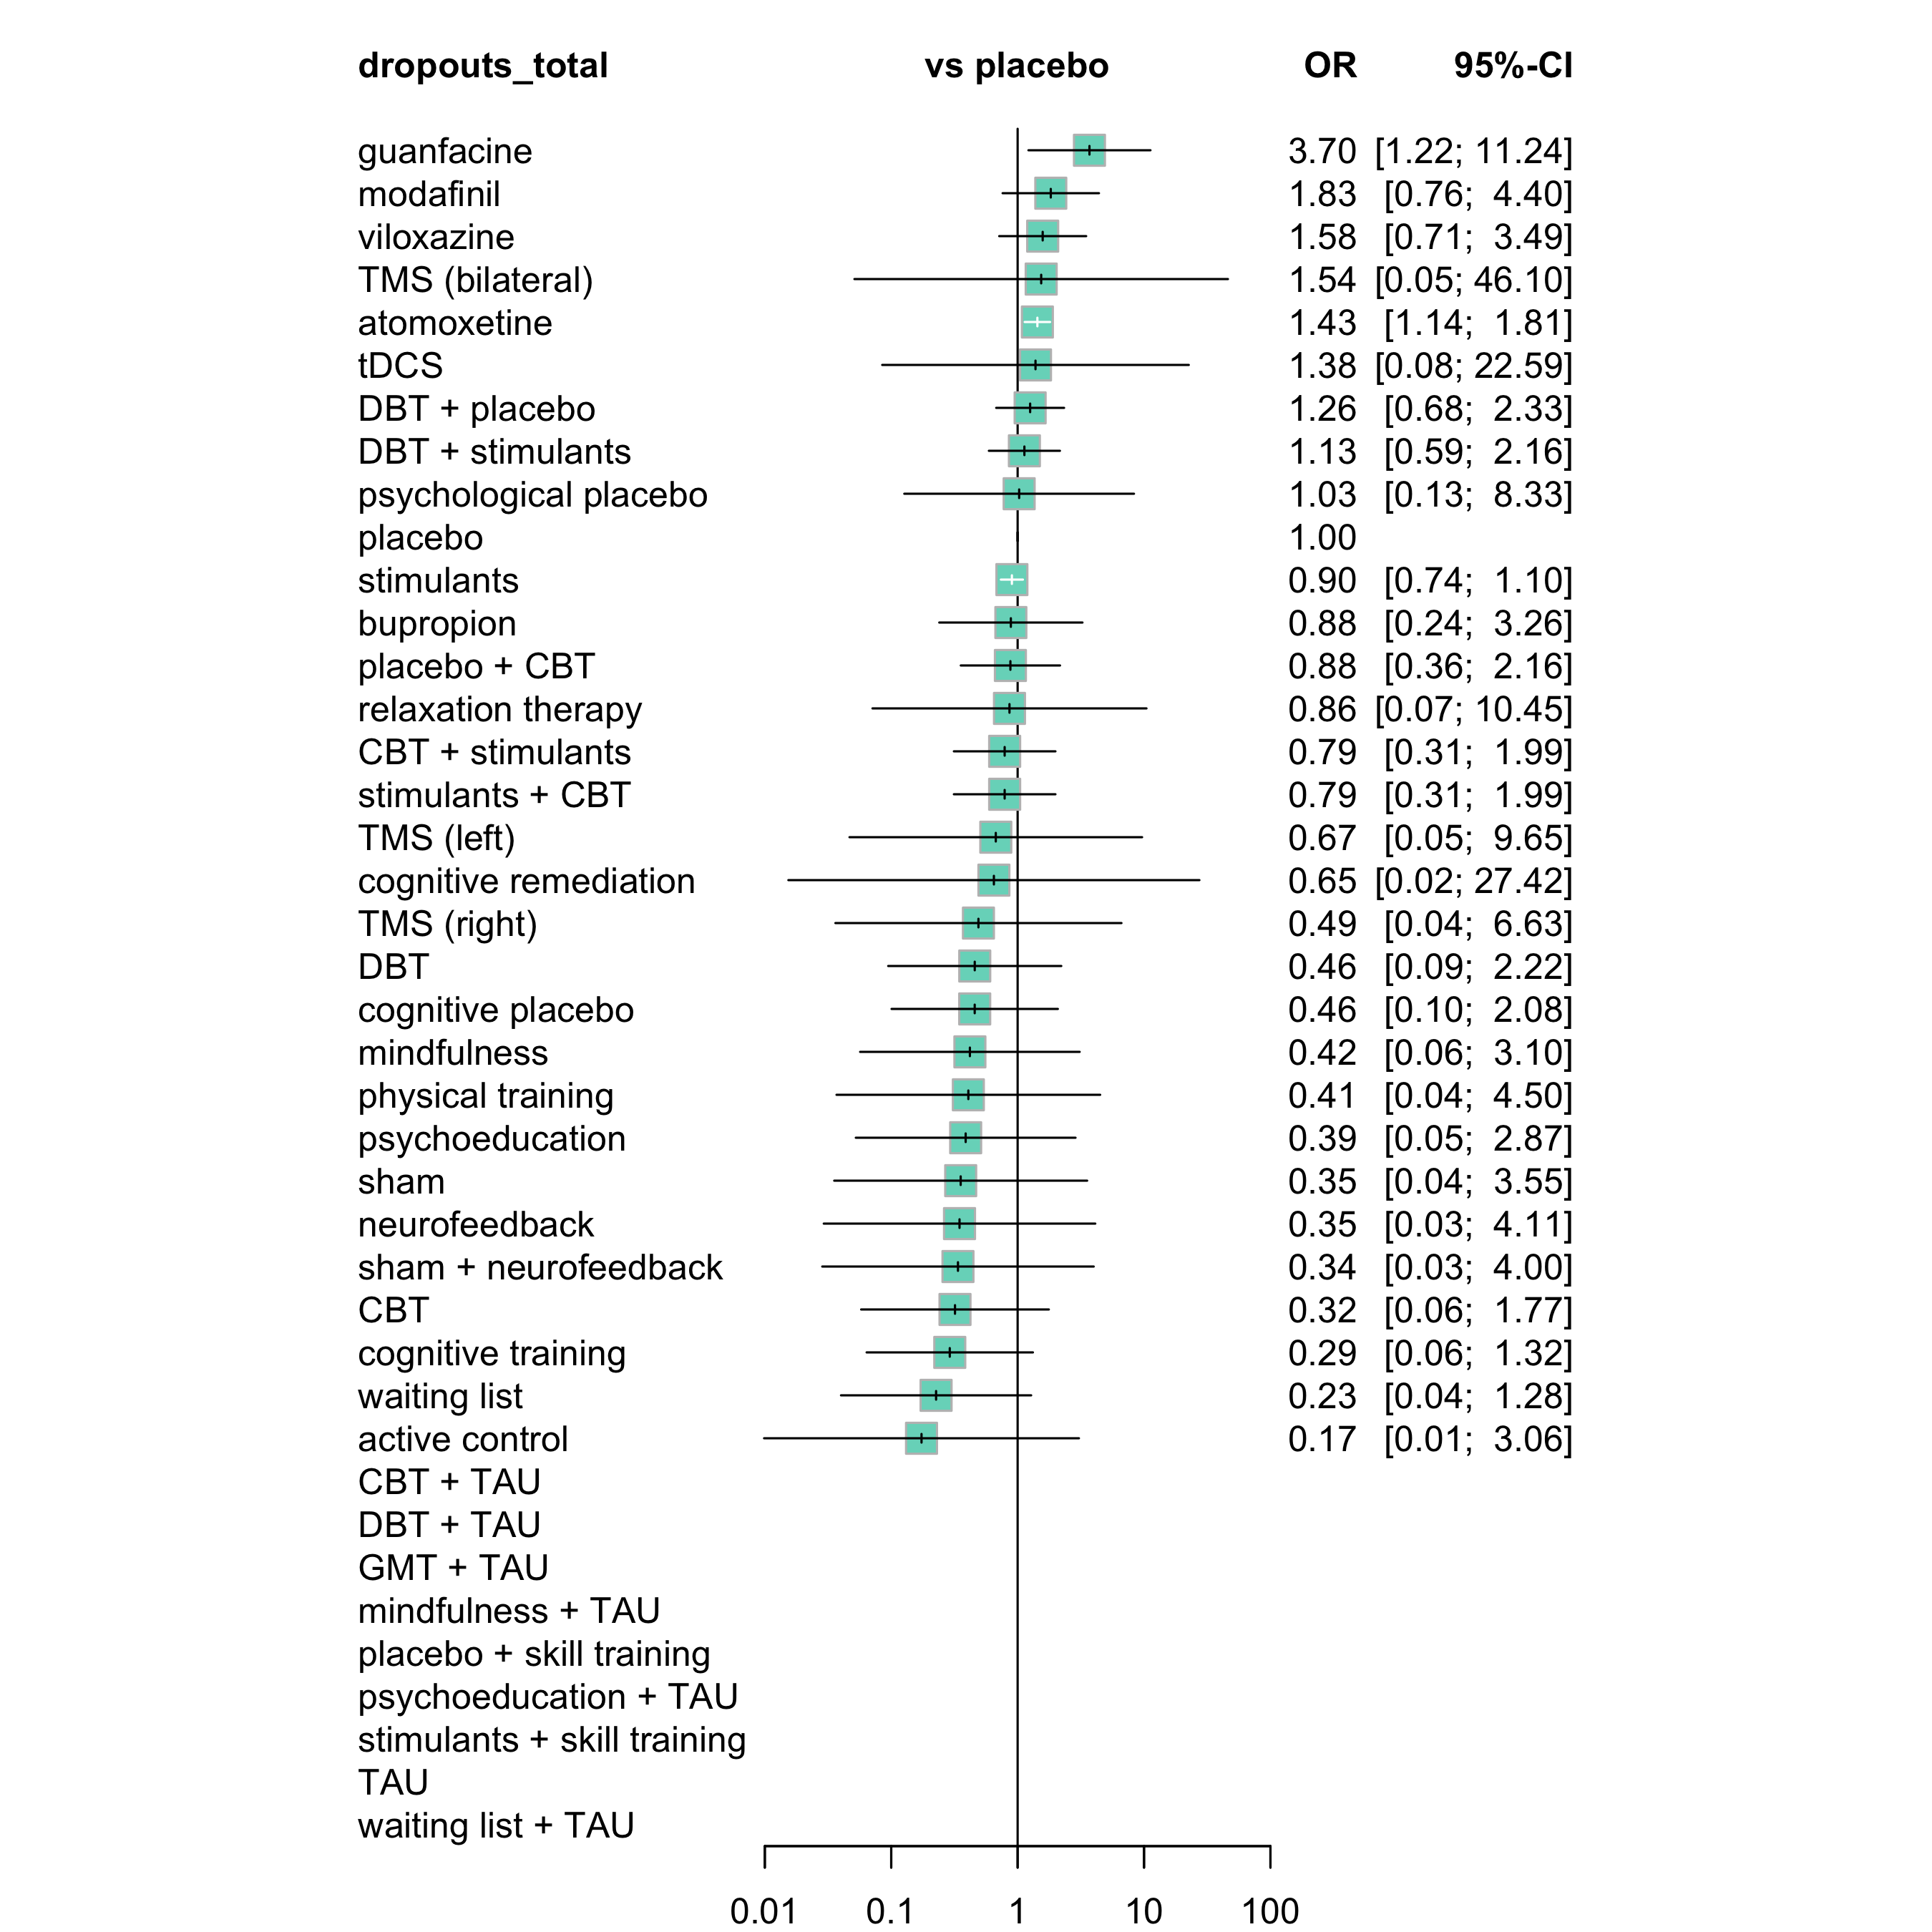 dropouts_total vs placebo OR 95%-CI
guanfacine 3.70 [1.22; 11.24]
modafinil 1.83 [0.76; 4.40]
viloxazine 1.58 [0.71; 3.49]
TMS (bilateral) 1.54 [0.05; 46.10]
atomoxetine 1.43 [1.14; 1.81]
tDCS 1.38 [0.08; 22.59]
DBT + placebo 1.26 [0.68; 2.33]
DBT + stimulants 1.13 [0.59; 2.16]
psychological placebo 1.03 [0.13; 8.33]
placebo 1.00
stimulants 0.90 [0.74; 1.10]
bupropion 0.88 [0.24; 3.26]
placebo + CBT 0.88 [0.36; 2.16]
relaxation therapy 0.86 [0.07; 10.45]
CBT + stimulants 0.79 [0.31; 1.99]
stimulants + CBT 0.79 [0.31; 1.99]
TMS (left) 0.67 [0.05; 9.65]
cognitive remediation 0.65 [0.02; 27.42]
TMS (right) 0.49 [0.04; 6.63]
DBT 0.46 [0.09; 2.22]
cognitive placebo 0.46 [0.10; 2.08]
mindfulness 0.42 [0.06; 3.10]
physical training 0.41 [0.04; 4.50]
psychoeducation 0.39 [0.05; 2.87]
sham 0.35 [0.04; 3.55]
neurofeedback 0.35 [0.03; 4.11]
sham + neurofeedback 0.34 [0.03; 4.00]
CBT 0.32 [0.06; 1.77]
cognitive training 0.29 [0.06; 1.32]
waiting list 0.23 [0.04; 1.28]
active control 0.17 [0.01; 3.06]
CBT + TAU
DBT + TAU
GMT + TAU
mindfulness + TAU
placebo + skill training
psychoeducation + TAU
stimulants + skill training
TAU
waiting list + TAU
0.01 0.1 1 10 100